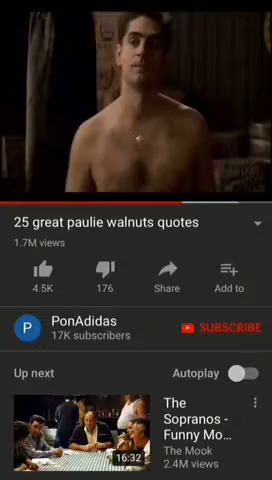 25 great paulie walnuts quotes
1.7M views
4.5K
176
Share
Add to
P
PonAdidas
17K subscribers
SUBSCRIBE
Up next
Autoplay
The
Sopranos -
Funny Mo...
The Mook
2.4M views
16:32